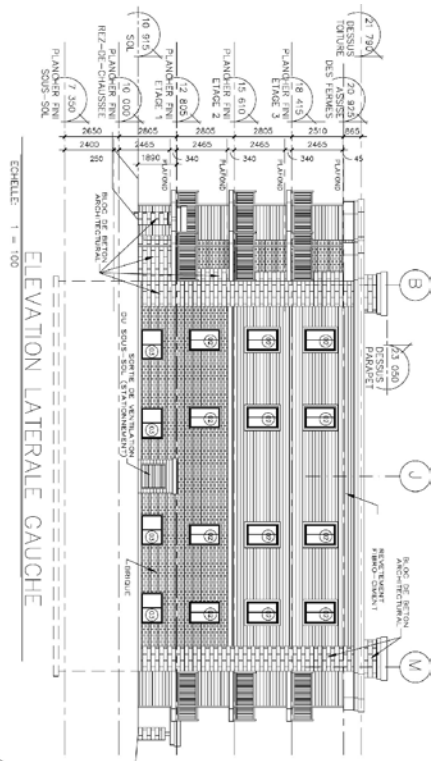 21 790
DESSUS
TOITURE
20 925
ASSISE
DES FERMES
18 415
PLANCHER FINI
ETAGE 3
15 610
PLANCHER FINI
ETAGE 2
12 805
PLANCHER FINI
ETAGE 1
10 915
SOL
10 000
PLANCHER FINI
REZ-DE-CHAUSSEE
7 350
PLANCHER FINI
SOUS-SOL
865
2510
2805
2805
2805
2650
45
2465
340
2465
340
2465
340
2465
1890
2400
250
PLAFOND
PLAFOND
PLAFOND
PLAFOND
B
J
M
23 050
DESSUS
PARAPET
BLOC DE BETON
ARCHITECTURAL
SORTIE DE VENTILATION
DU SOUS-SOL (STATIONNEMENT)
BRIQUE
BLOC DE BETON
ARCHITECTURAL
REVETEMENT
FIBRO-CIMENT
ELEVATION LATERALE GAUCHE
ECHELLE: 1 = 100